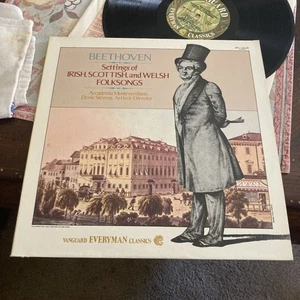 BEETHOVEN
Settings of
IRISH, SCOTTISH, and WELSH
FOLKSONGS
VANGUARD EVERYMAN CLASSICS
VANGUARD
CLASSICS